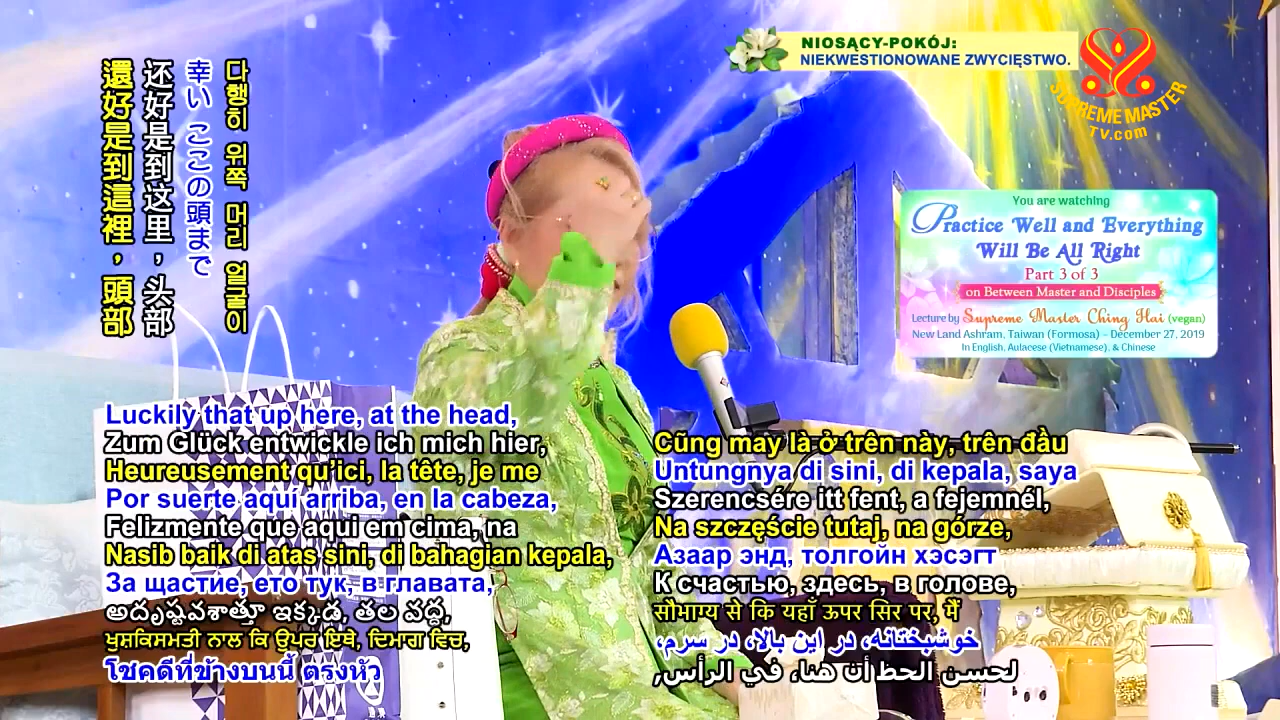 NIOSĄCY-POKÓJ:
NIEKWESTIONOWANE ZWYCIĘSTWO.
SUPREME MASTER
TV.com
You are watching
Practice Well and Everything
Will Be All Right
Part 3 of 3
on Between Master and Disciples
Lecture by Supreme Master Ching Hai (vegan)
New Land Ashram, Taiwan (Formosa) – December 27, 2019
In English, Aulacese (Vietnamese), & Chinese
다행히 위쪽 머리 얼굴이
幸い ここの頭まで
还好是到这里，头部
還好是到這裡，頭部
Luckily that up here, at the head,
Zum Glück entwickle ich mich hier,
Heureusement qu’ici, la tête, je me
Por suerte aquí arriba, en la cabeza,
Felizmente que aqui em cima, na
Nasib baik di atas sini, di bahagian kepala,
За щастие, ето тук, в главата,
అదృష్టవశాత్తూ ఇక్కడ, తల వద్ద,
ਖੁਸ਼ਕਿਸਮਤੀ ਨਾਲ ਕਿ ਉਪਰ ਇਥੇ, ਦਿਮਾਗ ਵਿਚ,
โชคดีที่ข้างบนนี้ ตรงหัว
Cũng may là ở trên này, trên đầu
Untungnya di sini, di kepala, saya
Szerencsére itt fent, a fejemnél,
Na szczęście tutaj, na górze,
Азаар энд, толгойн хэсэгт
К счастью, здесь, в голове,
सौभाग्य से कि यहाँ ऊपर सिर पर, मैं
خوشبختانه، در این بالا، در سرم،
لحسن الحظ أن هنا، في الرأس,